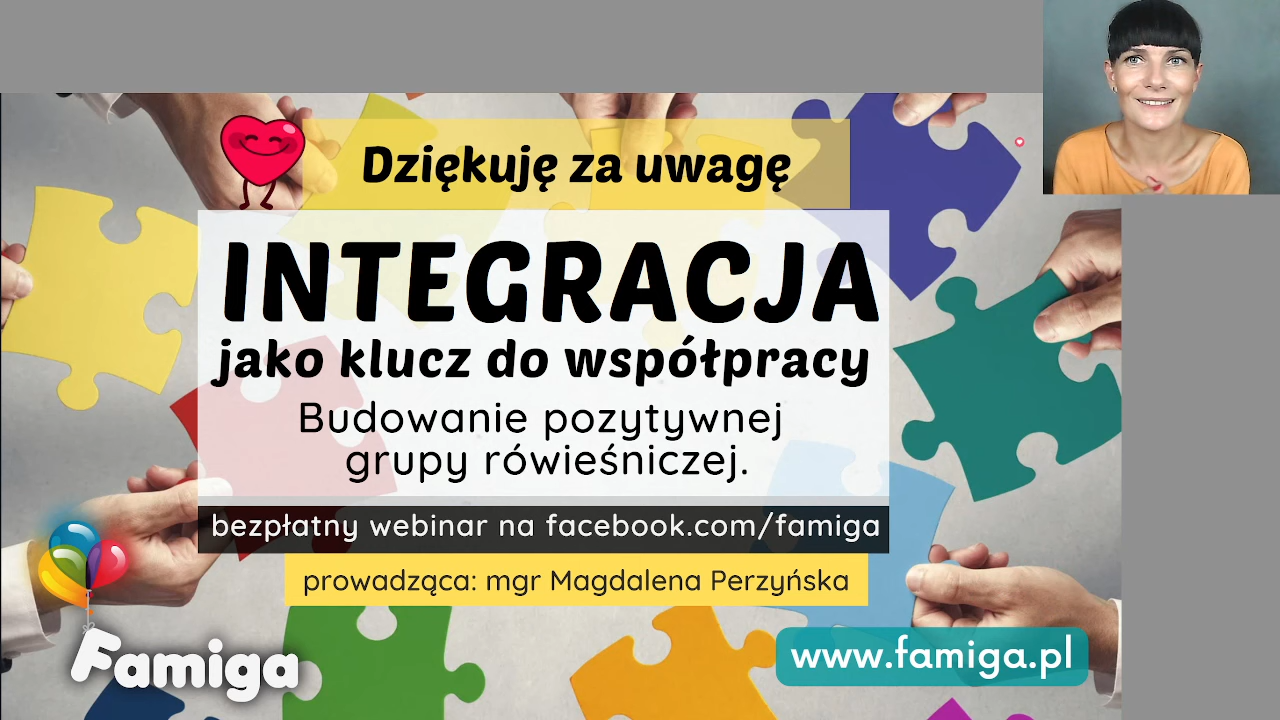 Dziękuję za uwagę
INTEGRACJA
jako klucz do współpracy
Budowanie pozytywnej
grupy rówieśniczej.
bezpłatny webinar na facebook.com/famiga
prowadząca: mgr Magdalena Perzyńska
Famiga
www.famiga.pl